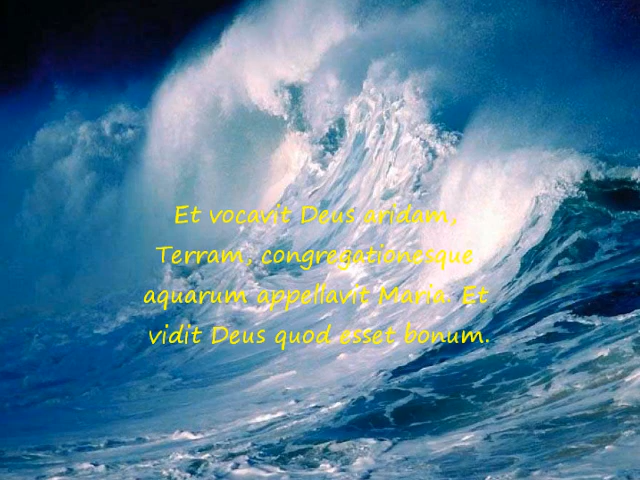 Et vocavit Deus aridam,
Terram, congregationesque
aquarum appellavit Maria. Et
vidit Deus quod esset bonum.